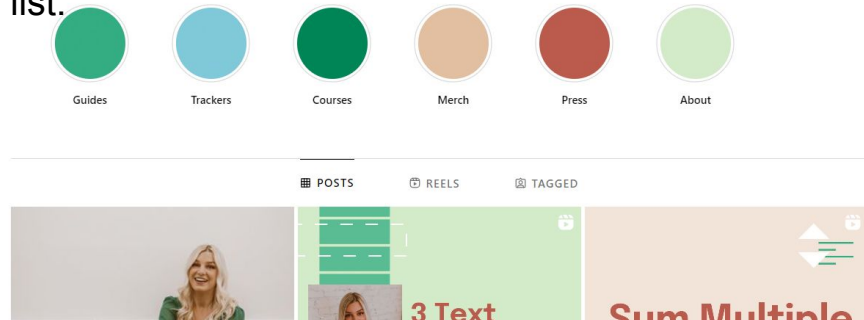 list.
Guides Trackers Courses Merch Press About
POSTS REELS TAGGED
3 Text
Sum Multiple